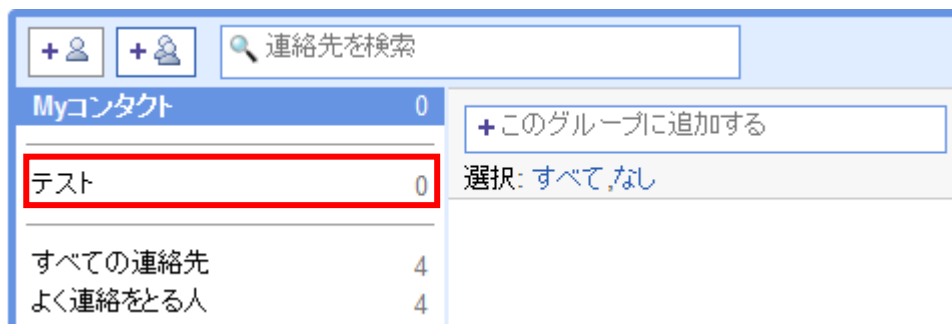 連絡先を検索
Myコンタクト 0
+このグループに追加する
テスト 0
選択: すべて,なし
すべての連絡先 4
よく連絡をとる人 4